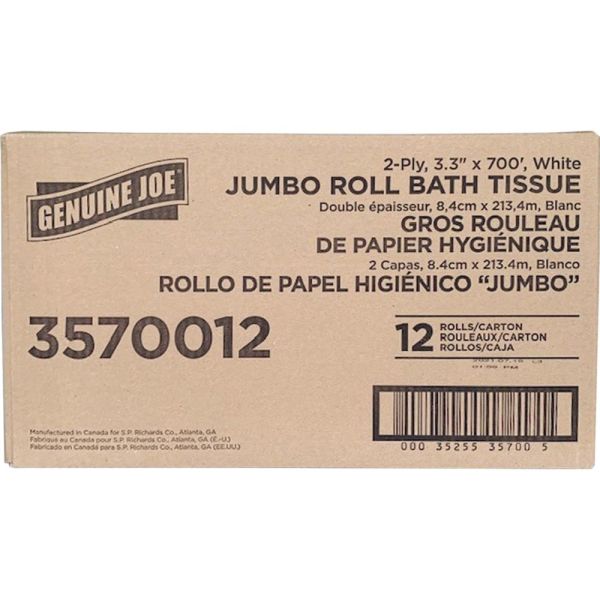 GENUINE JOE
2-Ply, 3.3" x 700', White
JUMBO ROLL BATH TISSUE
Double épaisseur, 8,4cm x 213,4m, Blanc
GROS ROULEAU
DE PAPIER HYGIÉNIQUE
2 Capas, 8.4cm x 213.4m, Blanco
ROLLO DE PAPEL HIGIÉNICO “JUMBO”
3570012
12 ROLLS/CARTON
ROULEAUX/CARTON
ROLLOS/CAJA
Manufactured in Canada for S.P. Richards Co., Atlanta, GA
Fabriqué au Canada pour S.P. Richards Co., Atlanta, GA (É.-U.)
Fabricado en Canadá para S.P. Richards Co., Atlanta, GA (EE.UU.)
000 35255 35700 5